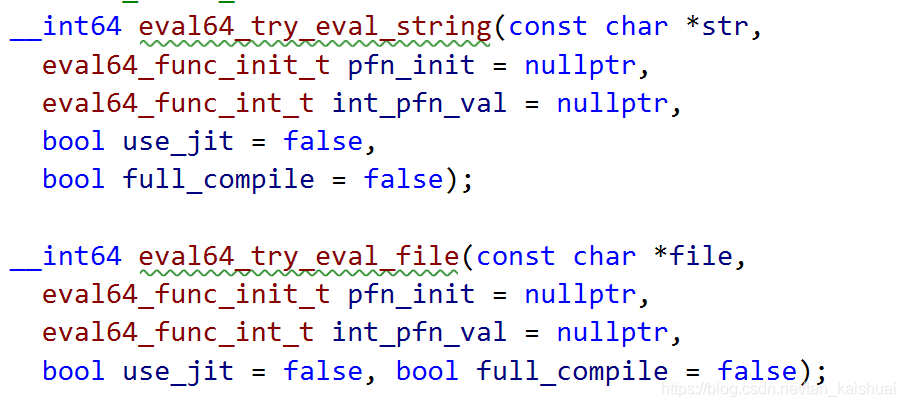 __int64 eval64_try_eval_string(const char *str,
eval64_func_init_t pfn_init = nullptr,
eval64_func_int_t int_pfn_val = nullptr,
bool use_jit = false,
bool full_compile = false);
__int64 eval64_try_eval_file(const char *file,
eval64_func_init_t pfn_init = nullptr,
eval64_func_int_t int_pfn_val = nullptr,
bool use_jit = false, bool full_compile = false);
https://blog.csdn.net/tan_kaishuai